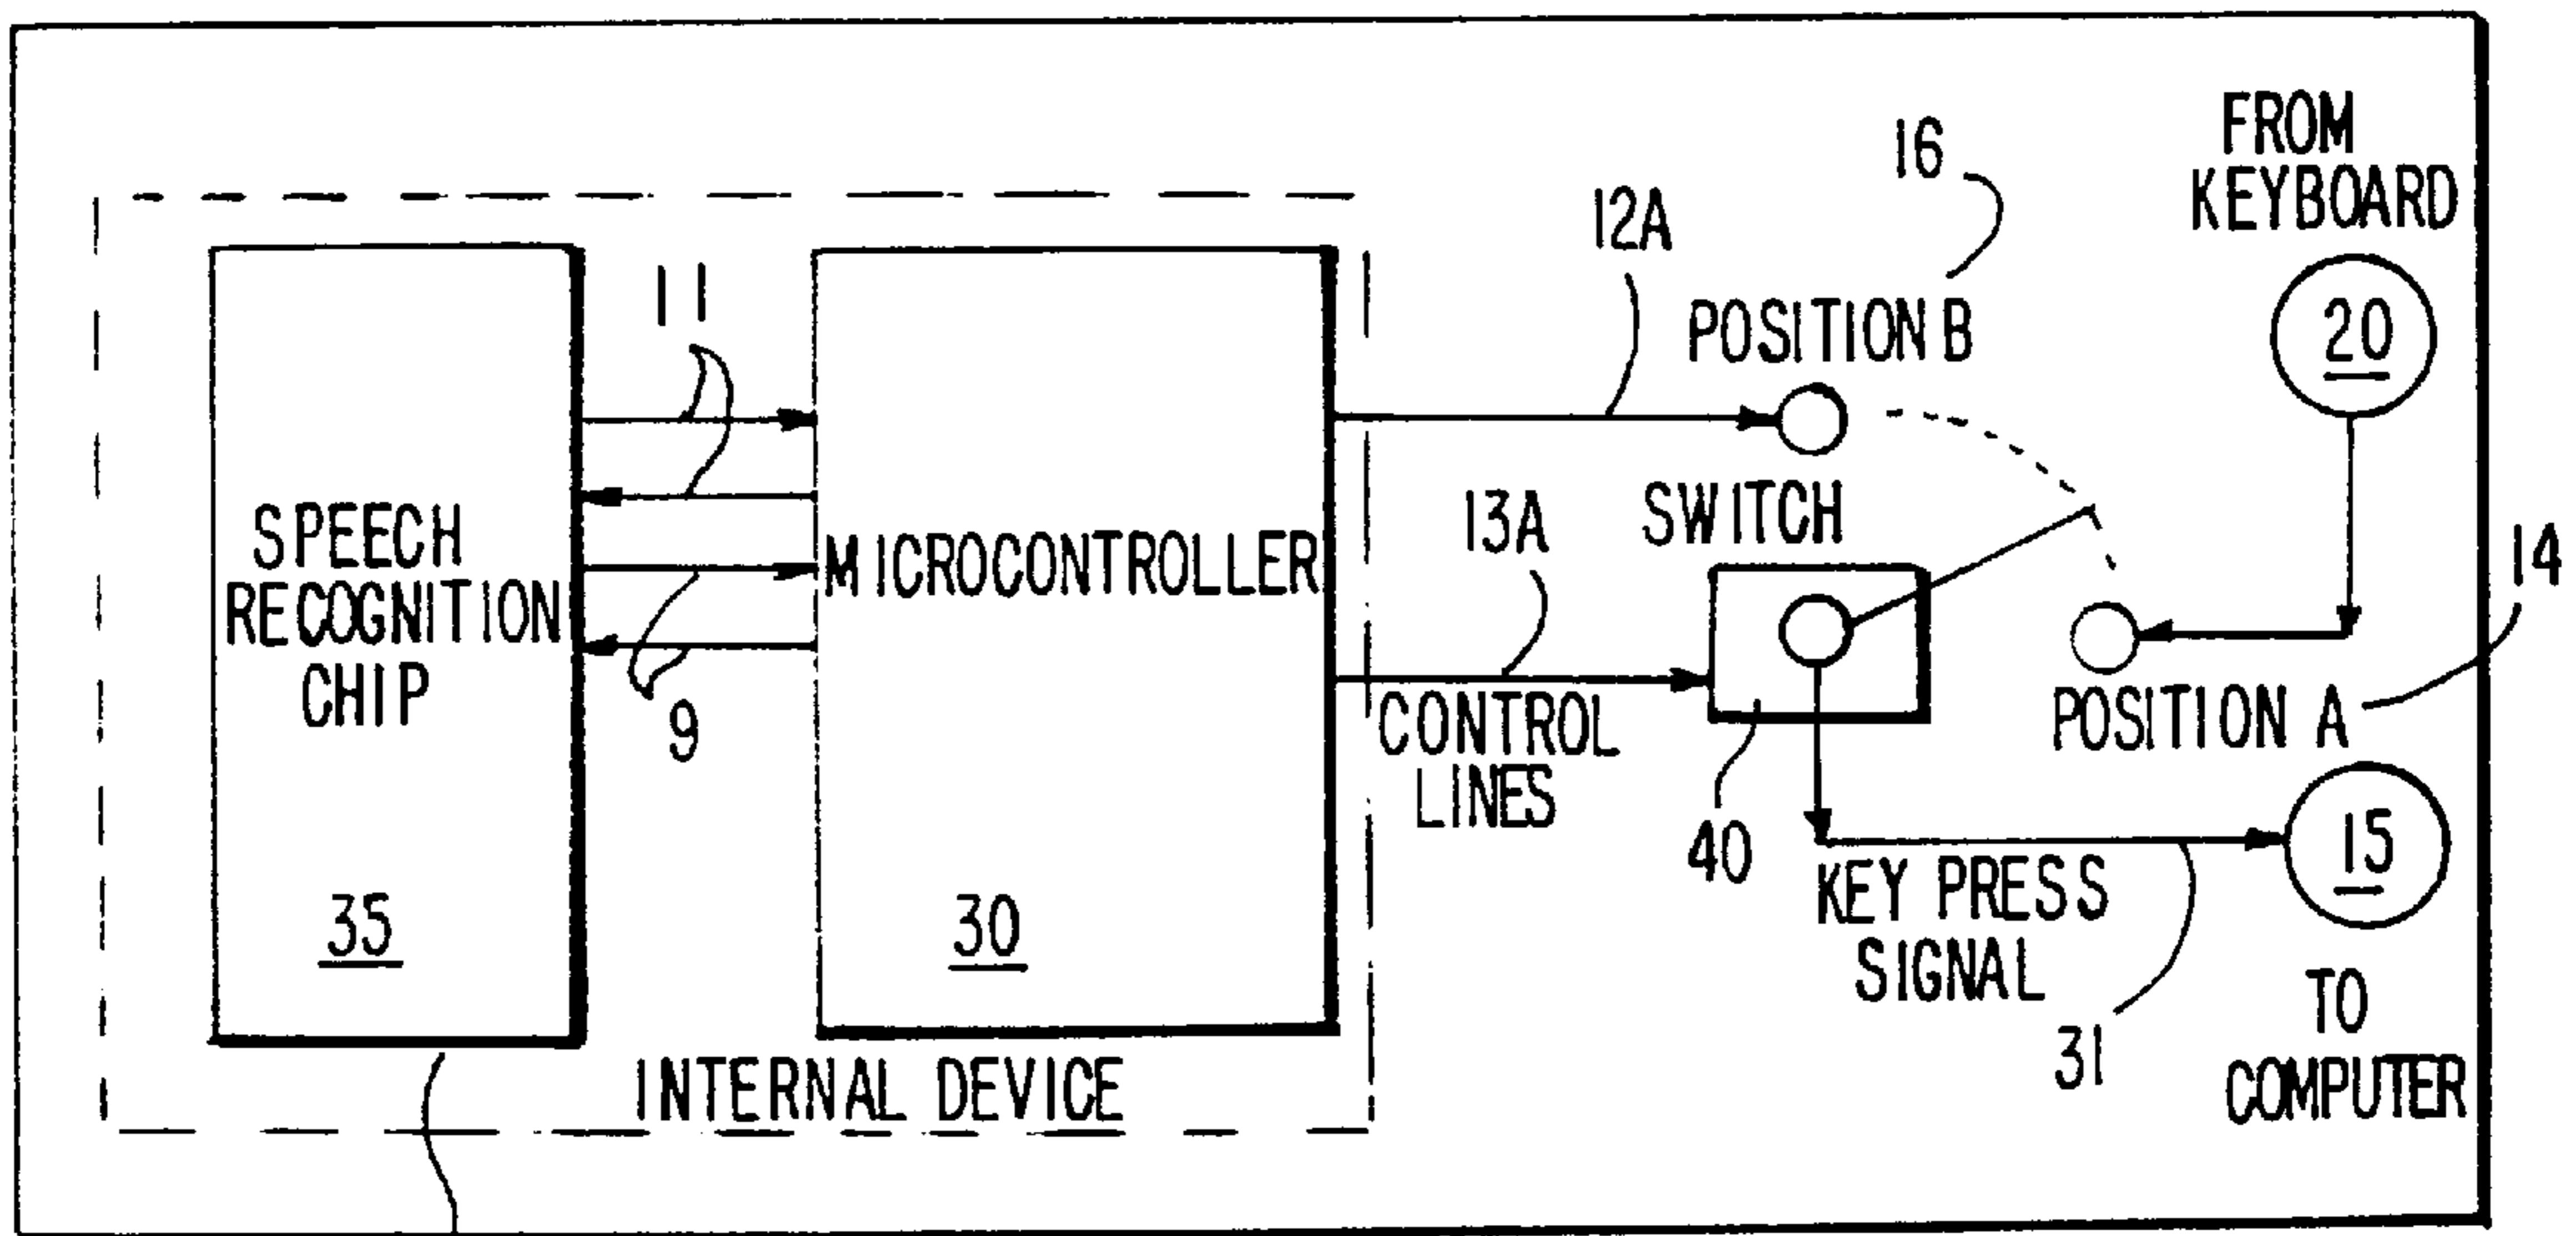 FROM
KEYBOARD
20
16
12A
POSITION B
11
SWITCH
13A
14
SPEECH
RECOGNITION
CHIP
MICROCONTROLLER
9
CONTROL
LINES
POSITION A
40
15
KEY PRESS
SIGNAL
35
30
31
TO
COMPUTER
INTERNAL DEVICE